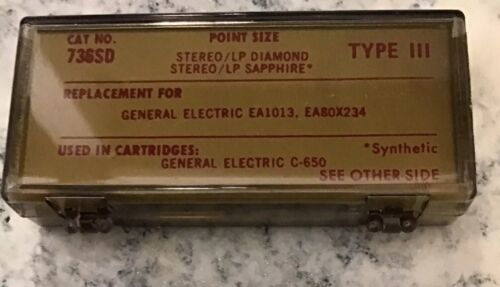 CAT NO. POINT SIZE
736SD STEREO/LP DIAMOND TYPE III
STEREO/LP SAPPHIRE*
REPLACEMENT FOR
GENERAL ELECTRIC EA1013, EA80X234
USED IN CARTRIDGES: *Synthetic
GENERAL ELECTRIC C-650
SEE OTHER SIDE